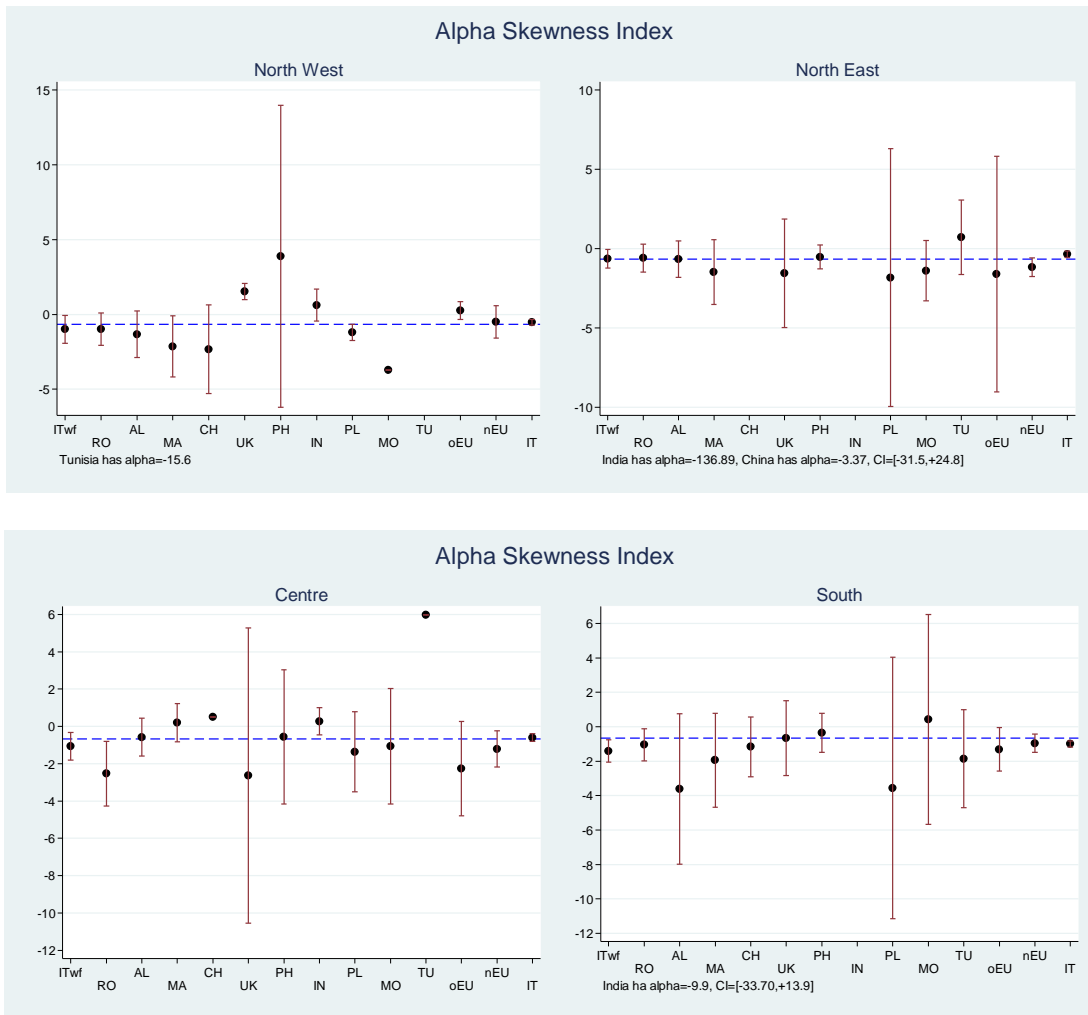 Alpha Skewness Index
North West
15
10
5
0
-5
ITwf RO AL MA CH UK PH IN PL MO TU oEU nEU IT
Tunisia has alpha=-15.6
North East
10
5
0
-5
-10
ITwf RO AL MA CH UK PH IN PL MO TU oEU nEU IT
India has alpha=-136.89, China has alpha=-3.37, CI=[-31.5,+24.8]
Alpha Skewness Index
Centre
6
4
2
0
-2
-4
-6
-8
-10
-12
ITwf RO AL MA CH UK PH IN PL MO TU oEU nEU IT
South
6
4
2
0
-2
-4
-6
-8
-10
-12
ITwf RO AL MA CH UK PH IN PL MO TU oEU nEU IT
India ha alpha=-9.9, CI=[-33.70,+13.9]